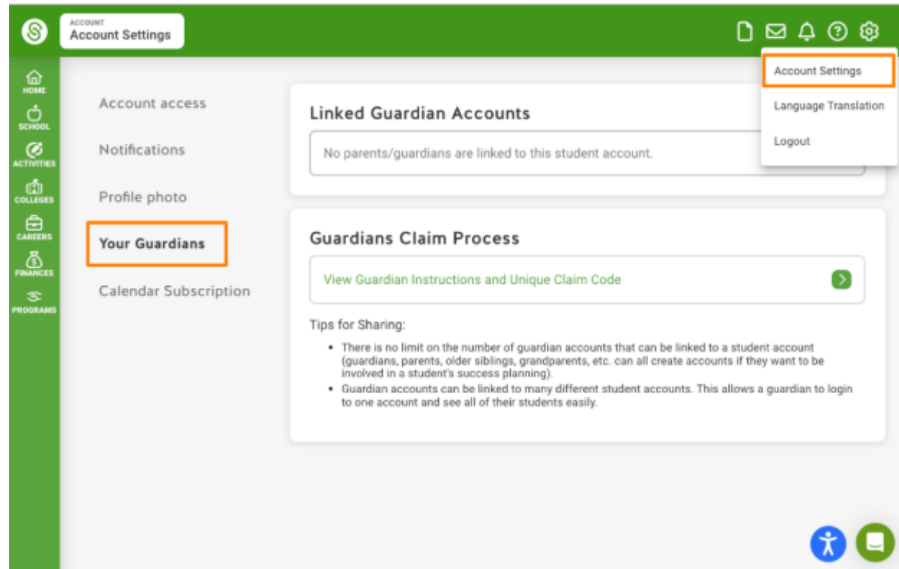 ACCOUNT
Account Settings
Account Settings
Language Translation
Logout
HOME
SCHOOL
ACTIVITIES
COLLEGES
CAREERS
FINANCES
PROGRAMS
Account access
Notifications
Profile photo
Your Guardians
Calendar Subscription
Linked Guardian Accounts
No parents/guardians are linked to this student account.
Guardians Claim Process
View Guardian Instructions and Unique Claim Code
Tips for Sharing:
• There is no limit on the number of guardian accounts that can be linked to a student account
(guardians, parents, older siblings, grandparents, etc. can all create accounts if they want to be
involved in a student's success planning).
• Guardian accounts can be linked to many different student accounts. This allows a guardian to login
to one account and see all of their students easily.